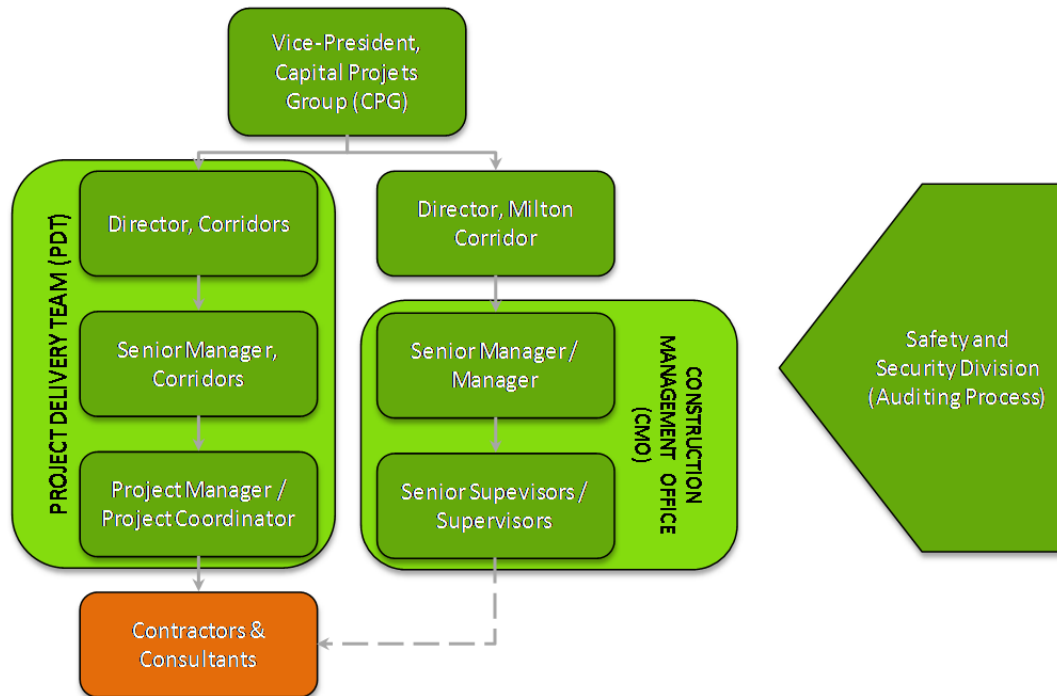 Vice-President,
Capital Projets
Group (CPG)
PROJECT DELIVERY TEAM (PDT)
Director, Corridors
Senior Manager,
Corridors
Project Manager /
Project Coordinator
Director, Milton
Corridor
Senior Manager /
Manager
Senior Supevisors /
Supervisors
CONSTRUCTION
MANAGEMENT OFFICE
(CMO)
Contractors &
Consultants
Safety and
Security Division
(Auditing Process)